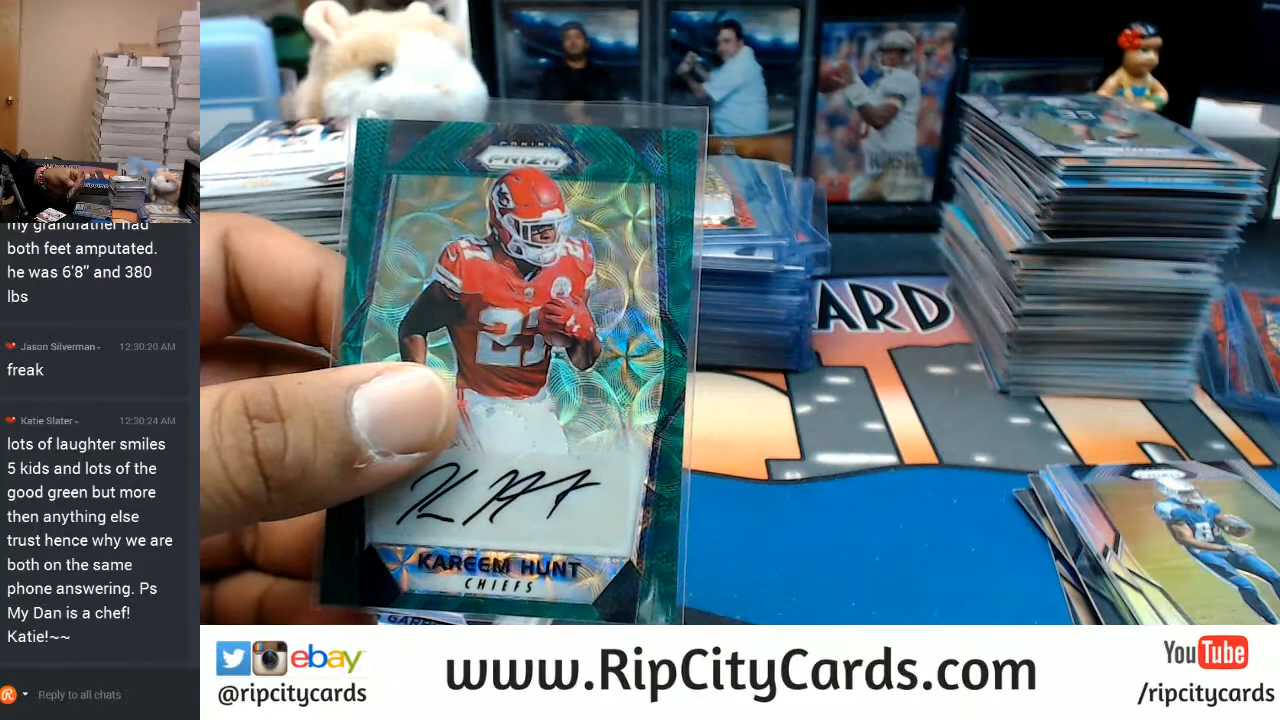 my grandfather had
both feet amputated.
he was 6'8" and 380
lbs
Jason Silverman~ 12:30:20 AM
freak
Katie Slater~ 12:30:24 AM
lots of laughter smiles
5 kids and lots of the
good green but more
then anything else
trust hence why we are
both on the same
phone answering. Ps
My Dan is a chef!
Katie!~~
Reply to all chats
PANINI
PRIZM
27
KAREEM HUNT
CHIEFS
WINSTON
ARD
PRIZM
ebay
@ripcitycards
www.RipCityCards.com
YouTube
/ripcitycards